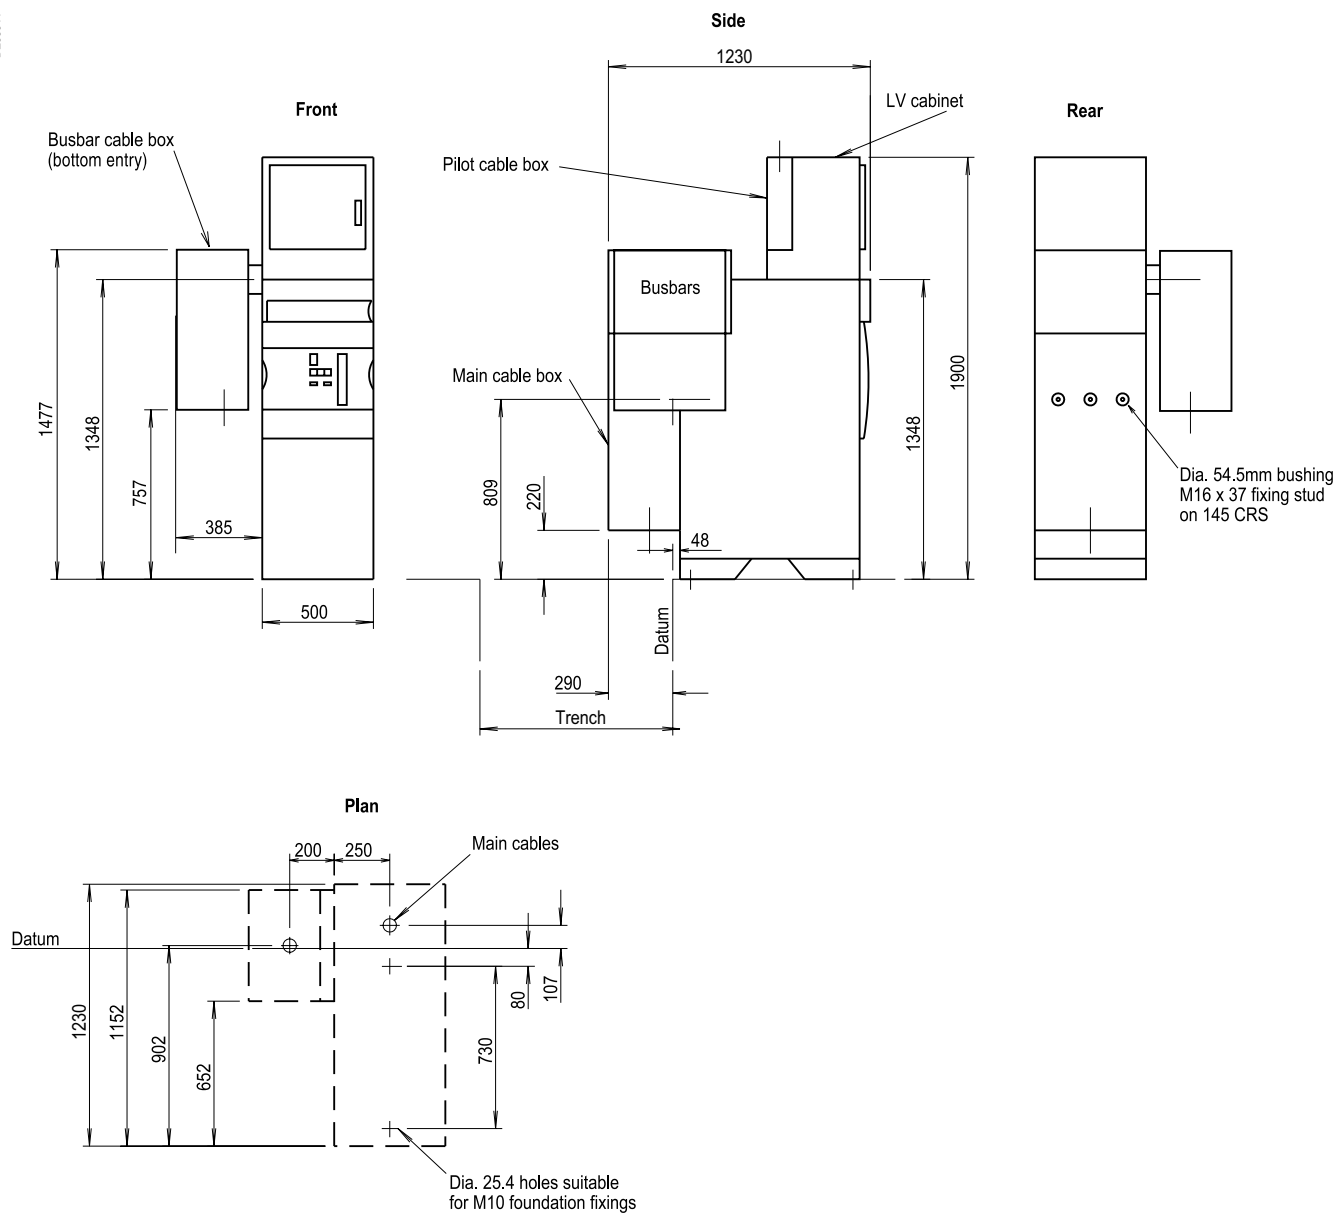 Side
1230
LV cabinet
Front
Rear
Busbar cable box
(bottom entry)
Pilot cable box
Busbars
Main cable box
1477
1348
757
385
500
809
220
48
1348
1900
Dia. 54.5mm bushing
M16 x 37 fixing stud
on 145 CRS
Datum
290
Trench
Plan
200
250
Main cables
Datum
1230
1152
902
652
730
80
107
Dia. 25.4 holes suitable
for M10 foundation fixings